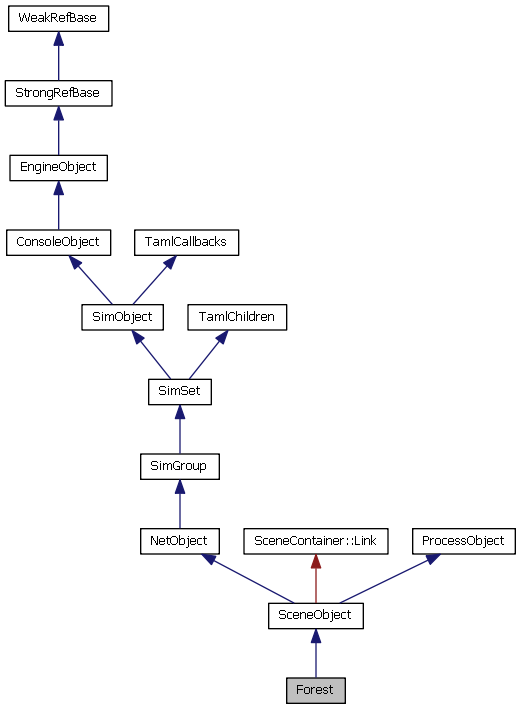 WeakRefBase
StrongRefBase
EngineObject
ConsoleObject
TamlCallbacks
SimObject
TamlChildren
SimSet
SimGroup
NetObject
SceneContainer::Link
ProcessObject
SceneObject
Forest